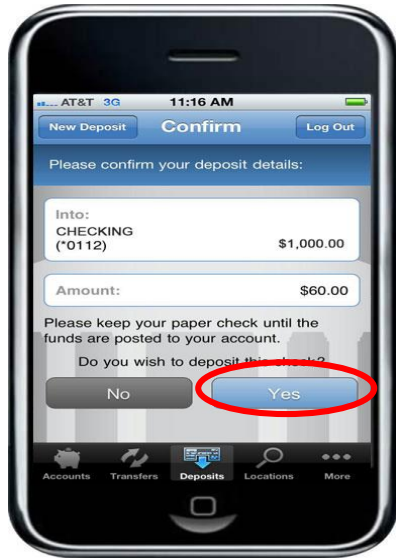 AT&T 3G 11:16 AM
New Deposit Confirm Log Out
Please confirm your deposit details:
Into:
CHECKING
(*0112) $1,000.00
Amount: $60.00
Please keep your paper check until the
funds are posted to your account.
Do you wish to deposit this check?
No Yes
Accounts Transfers Deposits Locations More